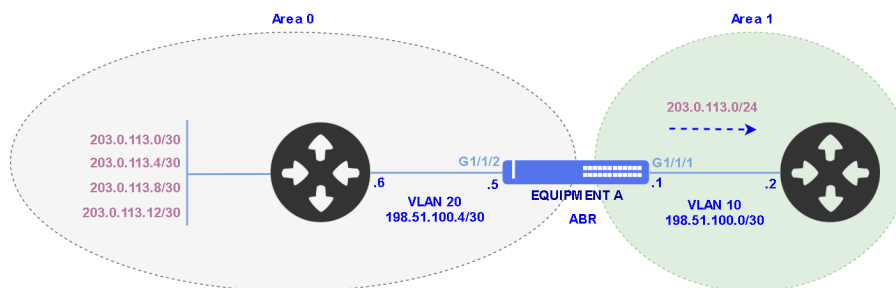 Area 0
Area 1
203.0.113.0/24
203.0.113.0/30
203.0.113.4/30
203.0.113.8/30
203.0.113.12/30
G1/1/2
G1/1/1
.6
.5
.1
.2
EQUIPMENT A
VLAN 20
198.51.100.4/30
ABR
VLAN 10
198.51.100.0/30